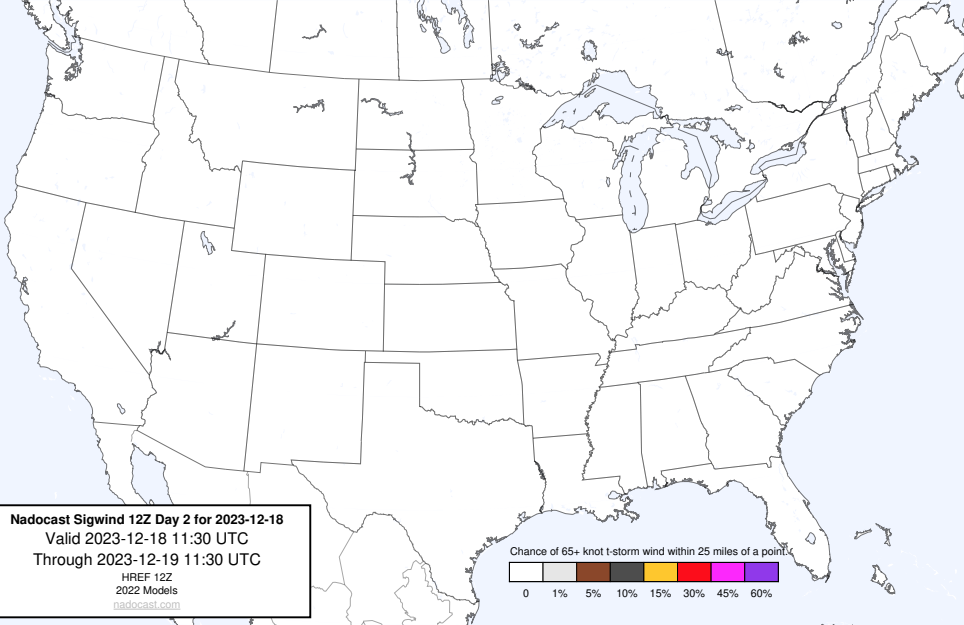 Nadocast Sigwind 12Z Day 2 for 2023-12-18
Valid 2023-12-18 11:30 UTC
Through 2023-12-19 11:30 UTC
HREF 12Z
2022 Models
nadocast.com
Chance of 65+ knot t-storm wind within 25 miles of a point.
0 1% 5% 10% 15% 30% 45% 60%